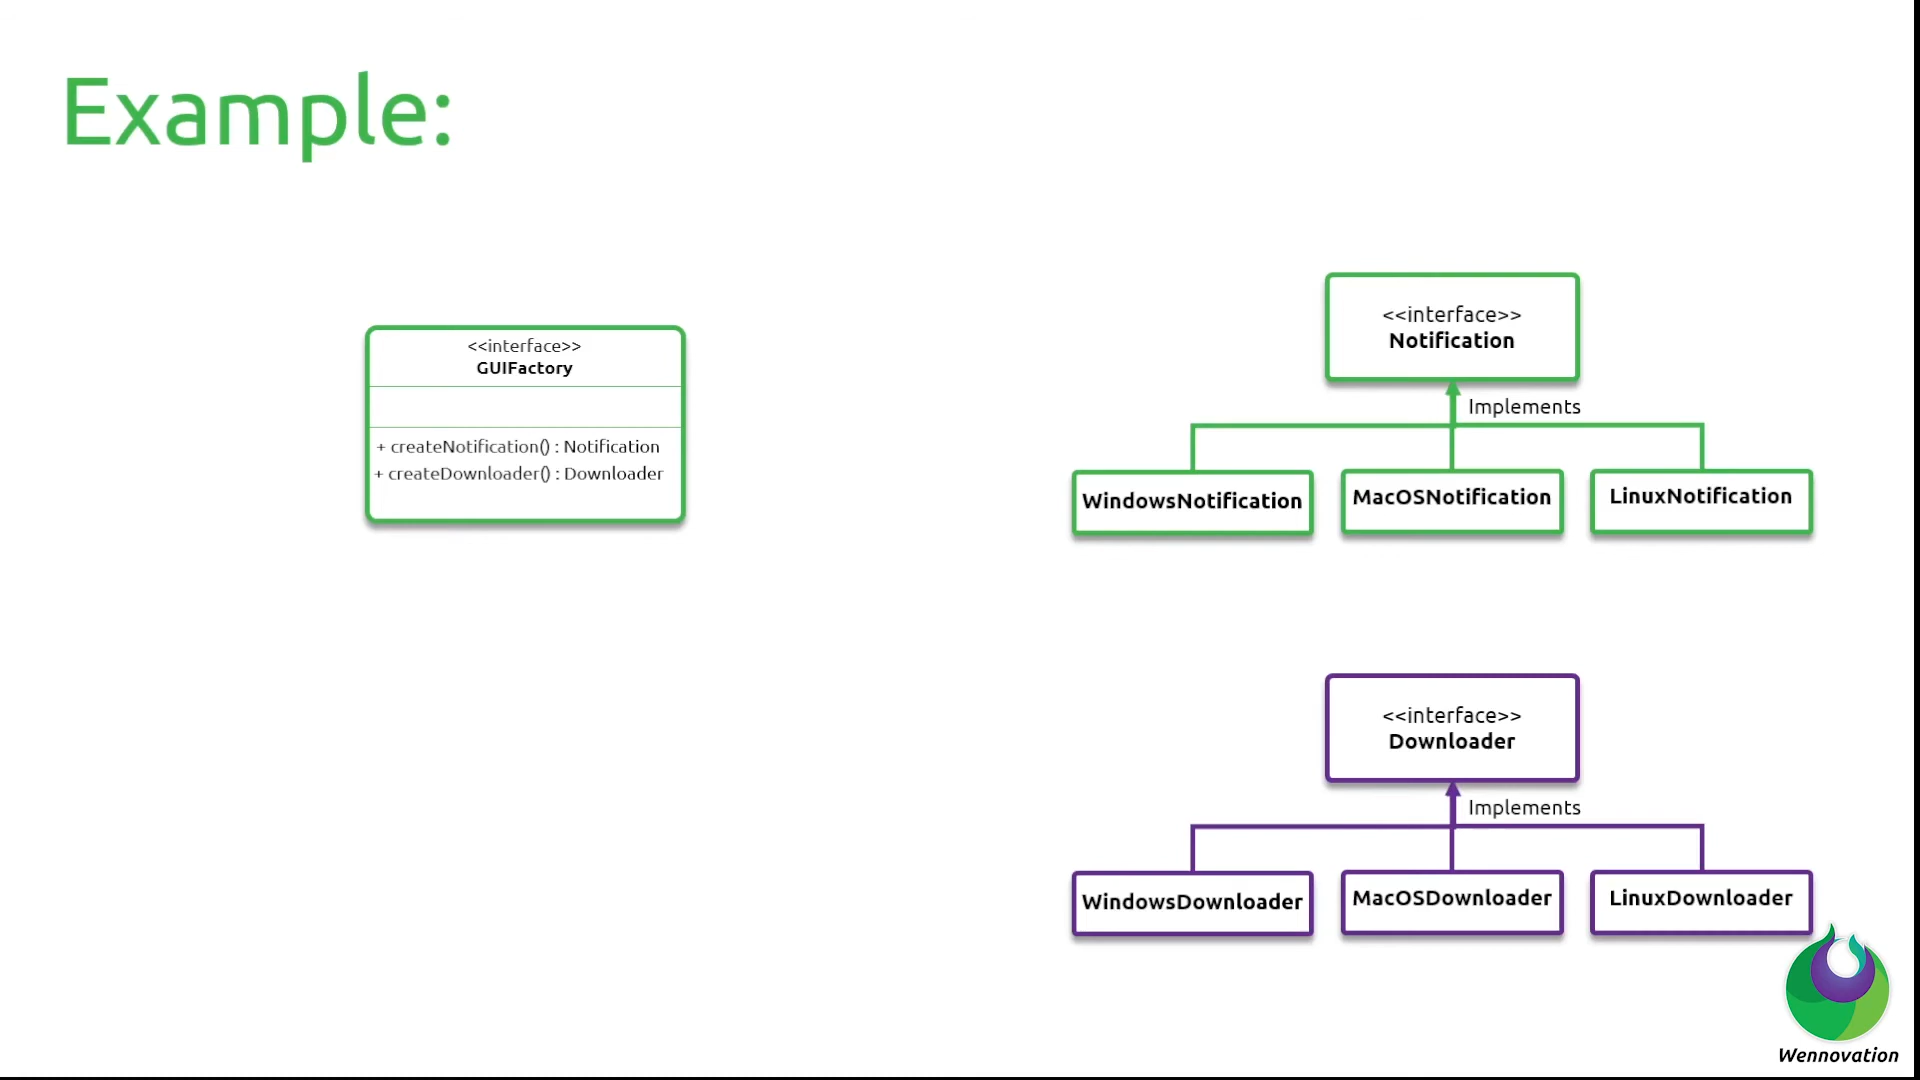 Example:
<<interface>>
GUIFactory
+ createNotification() : Notification
+ createDownloader() : Downloader
<<interface>>
Notification
Implements
WindowsNotification
MacOSNotification
LinuxNotification
<<interface>>
Downloader
Implements
WindowsDownloader
MacOSDownloader
LinuxDownloader
Wennovation